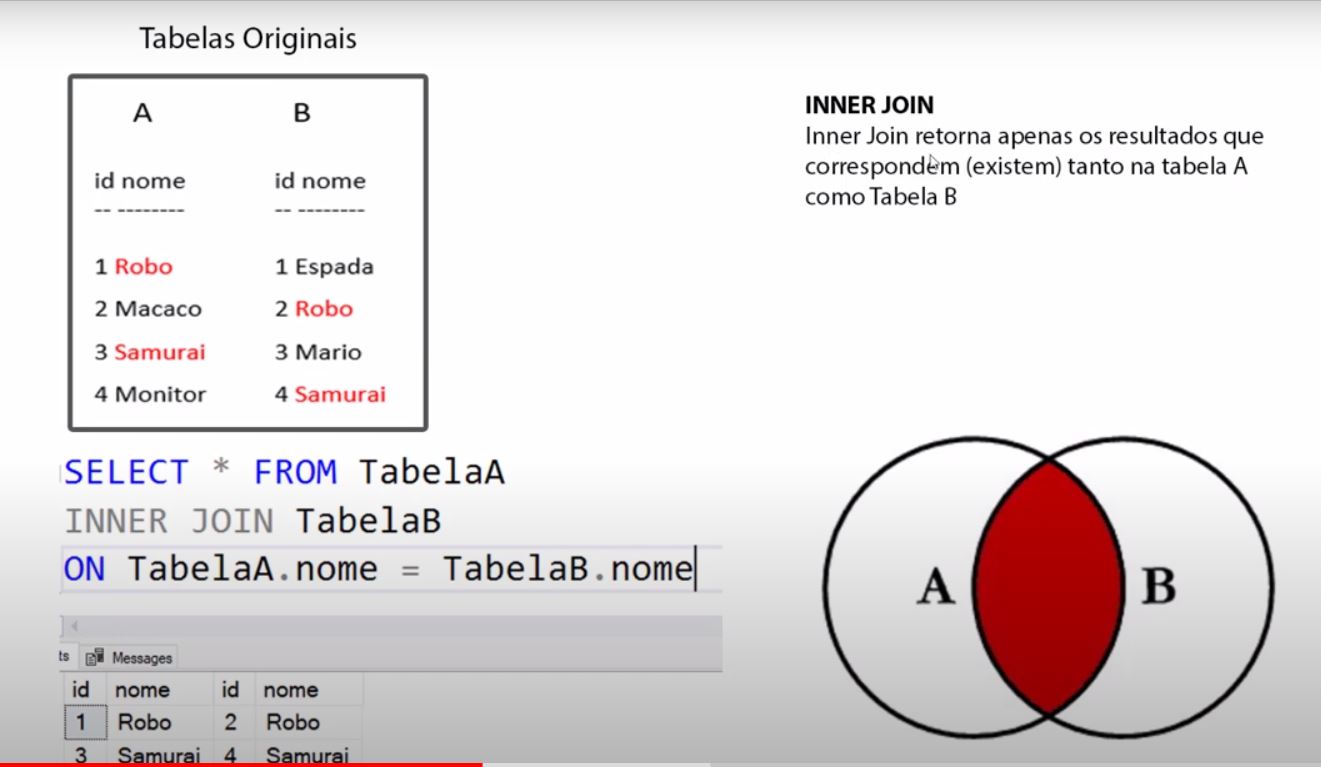 Tabelas Originais
A B
id nome id nome
-- -------- -- --------
1 Robo 1 Espada
2 Macaco 2 Robo
3 Samurai 3 Mario
4 Monitor 4 Samurai
INNER JOIN
Inner Join retorna apenas os resultados que
correspondem (existem) tanto na tabela A
como Tabela B
SELECT * FROM TabelaA
INNER JOIN TabelaB
ON TabelaA.nome = TabelaB.nome
ts Messages
id nome id nome
1 Robo 2 Robo
3 Samurai 4 Samurai
A B